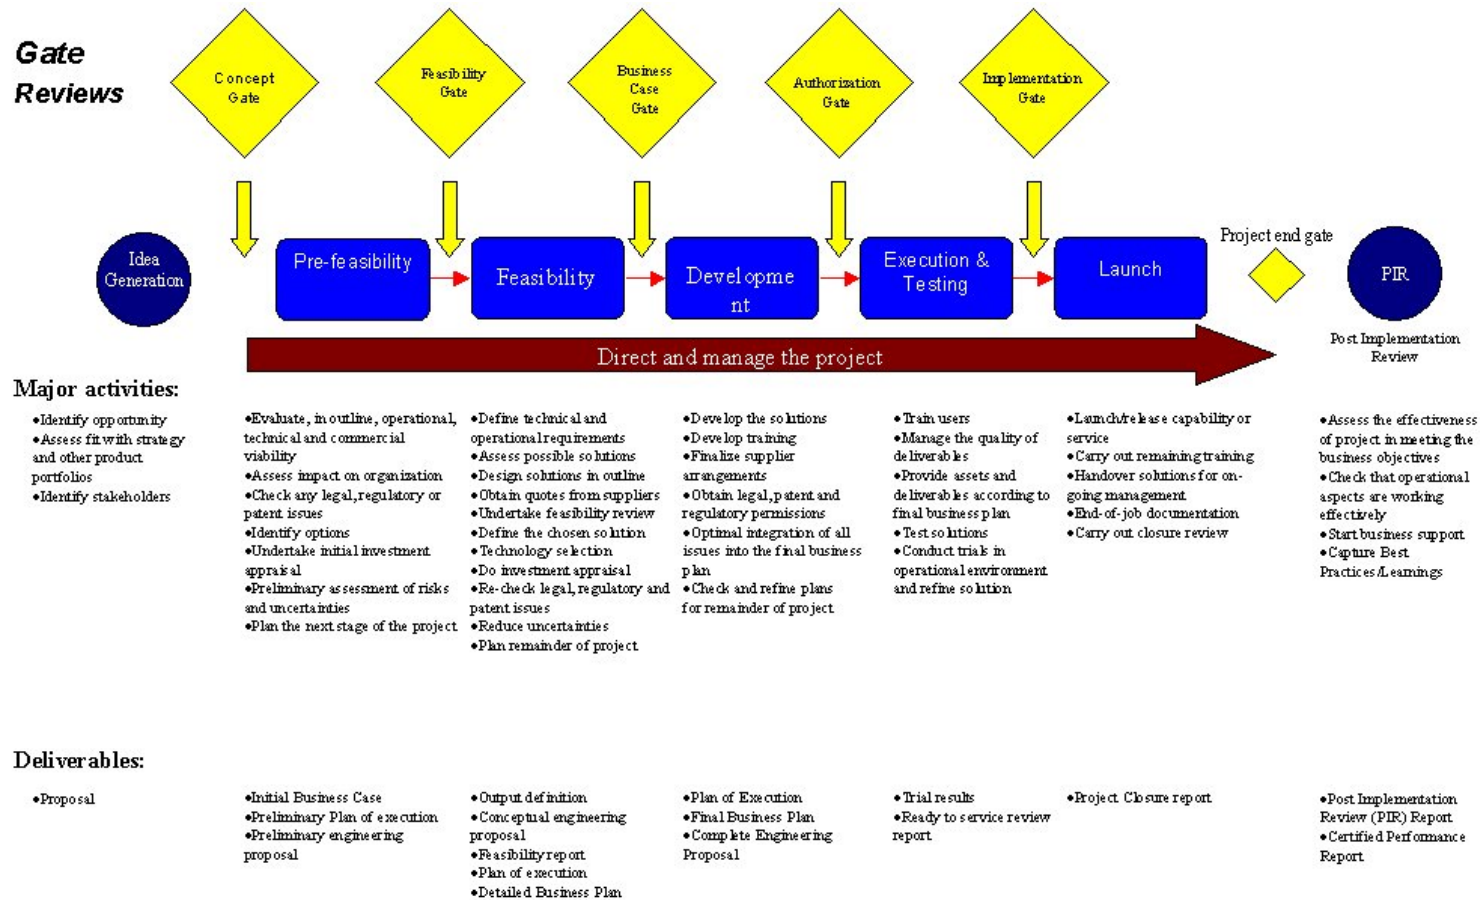 Gate
Reviews
Concept
Gate
Feasibility
Gate
Business
Case
Gate
Authorization
Gate
Implementation
Gate
Idea
Generation
Pre-feasibility
Feasibility
Developme
nt
Execution &
Testing
Launch
Project end gate
PIR
Post Implementation
Review
Direct and manage the project
Major activities:
•Identify opportunity
•Assess fit with strategy
and other product
portfolios
•Identify stakeholders
•Evaluate, in outline, operational,
technical and commercial
viability
•Assess impact on organization
•Check any legal, regulatory or
patent issues
•Identify options
•Undertake initial investment
appraisal
•Preliminary assessment of risks
and uncertainties
•Plan the next stage of the project
•Define technical and
operational requirements
•Assess possible solutions
•Design solutions in outline
•Obtain quotes from suppliers
•Undertake feasibility review
•Define the chosen solution
•Technology selection
•Do investment appraisal
•Re-check legal, regulatory and
patent issues
•Reduce uncertainties
•Plan remainder of project
•Develop the solutions
•Develop training
•Finalize supplier
arrangements
•Obtain legal, patent and
regulatory permissions
•Optimal integration of all
issues into the final business
plan
•Check and refine plans
for remainder of project
•Train users
•Manage the quality of
deliverables
•Provide assets and
deliverables according to
final business plan
•Test solutions
•Conduct trials in
operational environment
and refine solution
•Launch/release capability or
service
•Carry out remaining training
•Handover solutions for on-
going management
•End-of-job documentation
•Carry out closure review
•Assess the effectiveness
of project in meeting the
business objectives
•Check that operational
aspects are working
effectively
•Start business support
•Capture Best
Practices/Learnings
Deliverables:
•Proposal
•Initial Business Case
•Preliminary Plan of execution
•Preliminary engineering
proposal
•Output definition
•Conceptual engineering
proposal
•Feasibility report
•Plan of execution
•Detailed Business Plan
•Plan of Execution
•Final Business Plan
•Complete Engineering
Proposal
•Trial results
•Ready to service review
report
•Project Closure report
•Post Implementation
Review (PIR) Report
•Certified Performance
Report